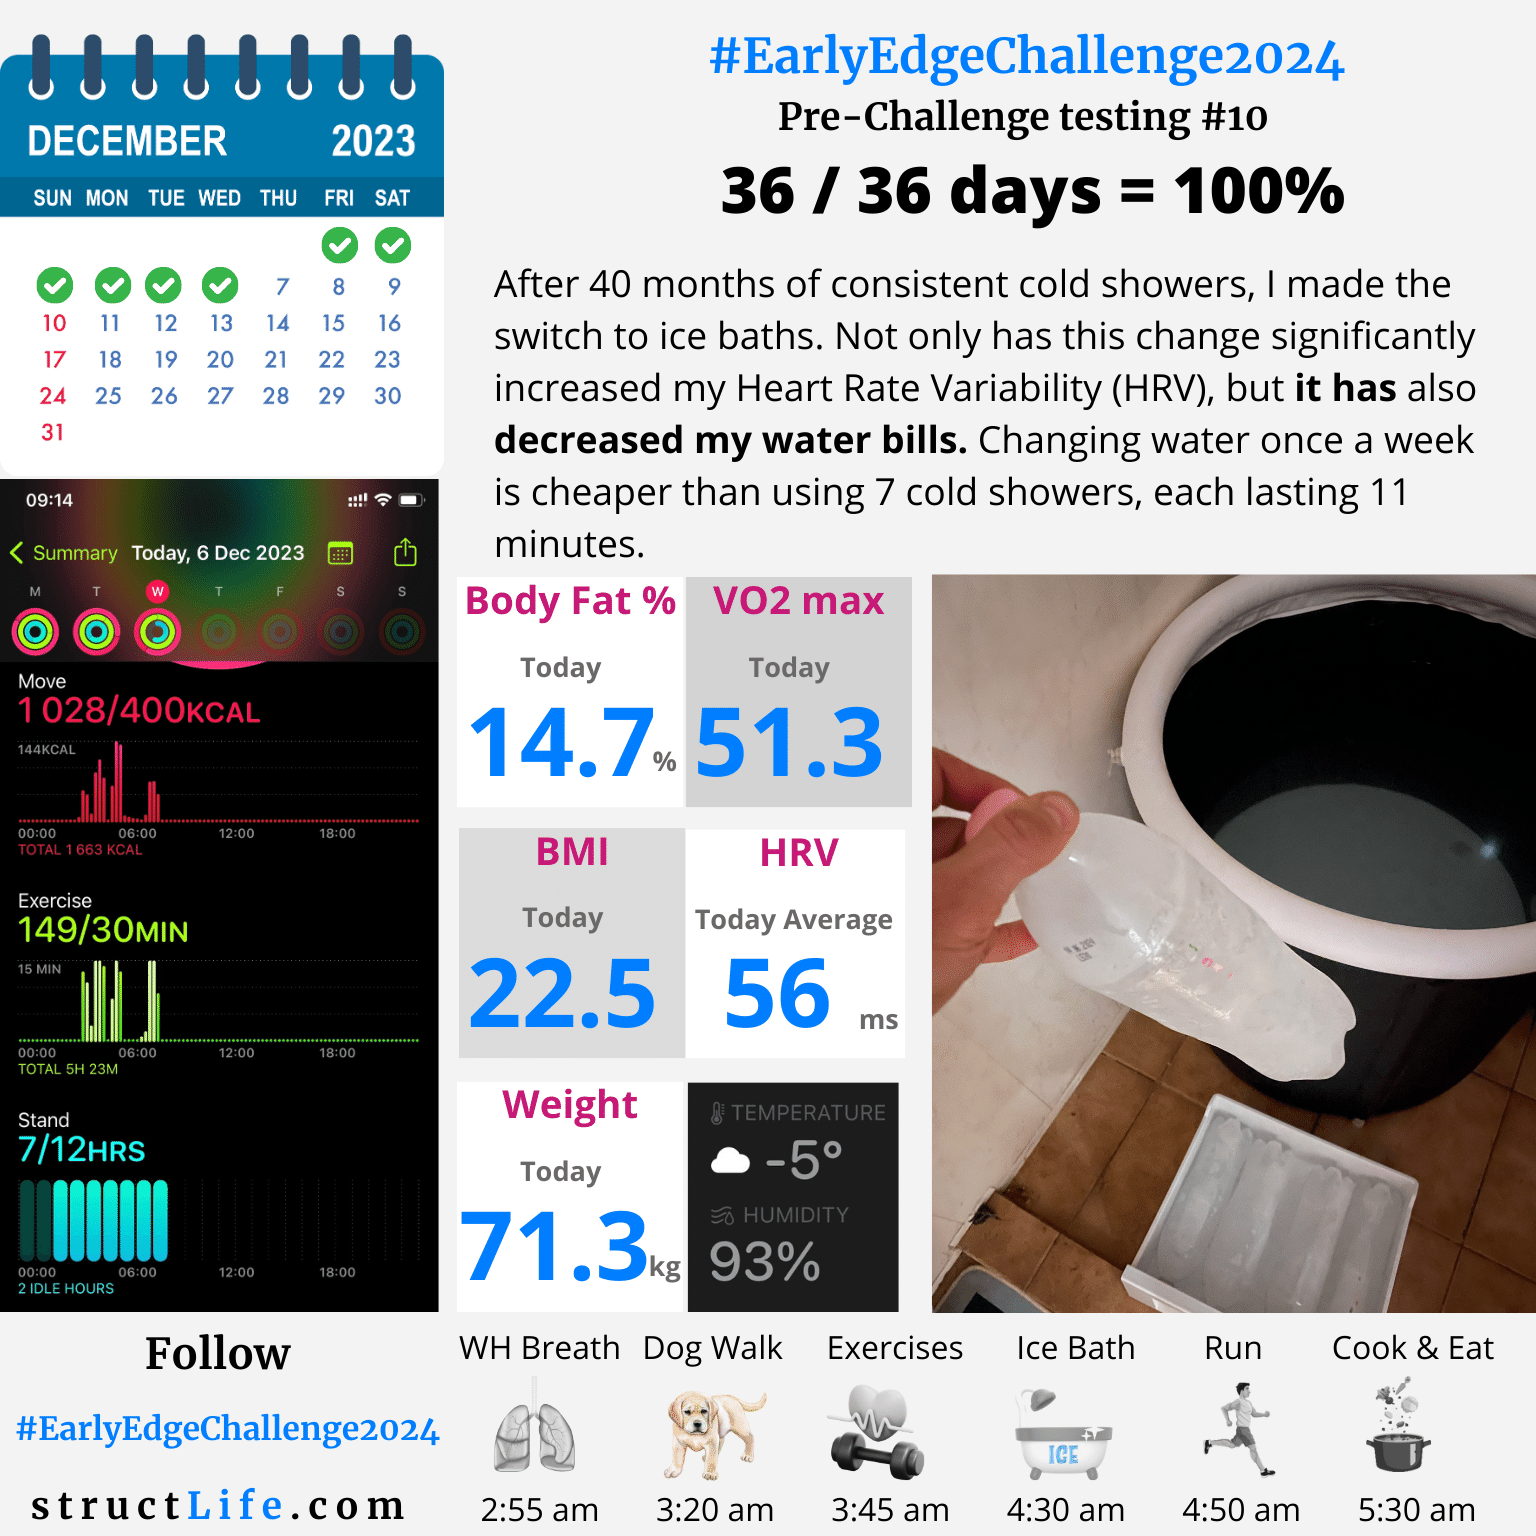 DECEMBER 2023
SUN MON TUE WED THU FRI SAT
7 8 9
10 11 12 13 14 15 16
17 18 19 20 21 22 23
24 25 26 27 28 29 30
31
#EarlyEdgeChallenge2024
Pre-Challenge testing #10
36 / 36 days = 100%
After 40 months of consistent cold showers, I made the
switch to ice baths. Not only has this change significantly
increased my Heart Rate Variability (HRV), but it has also
decreased my water bills. Changing water once a week
is cheaper than using 7 cold showers, each lasting 11
minutes.
09:14
Summary Today, 6 Dec 2023
M T W T F S S
Move
1 028/400KCAL
144KCAL
00:00 06:00 12:00 18:00
TOTAL 1 663 KCAL
Exercise
149/30MIN
15 MIN
00:00 06:00 12:00 18:00
TOTAL 5H 23M
Stand
7/12HRS
00:00 06:00 12:00 18:00
2 IDLE HOURS
Body Fat %
Today
14.7 %
VO2 max
Today
51.3
BMI
Today
22.5
HRV
Today Average
56 ms
Weight
Today
71.3 kg
TEMPERATURE
-5°
HUMIDITY
93%
Follow
#EarlyEdgeChallenge2024
structLife.com
WH Breath Dog Walk Exercises Ice Bath Run Cook & Eat
ICE
2:55 am 3:20 am 3:45 am 4:30 am 4:50 am 5:30 am